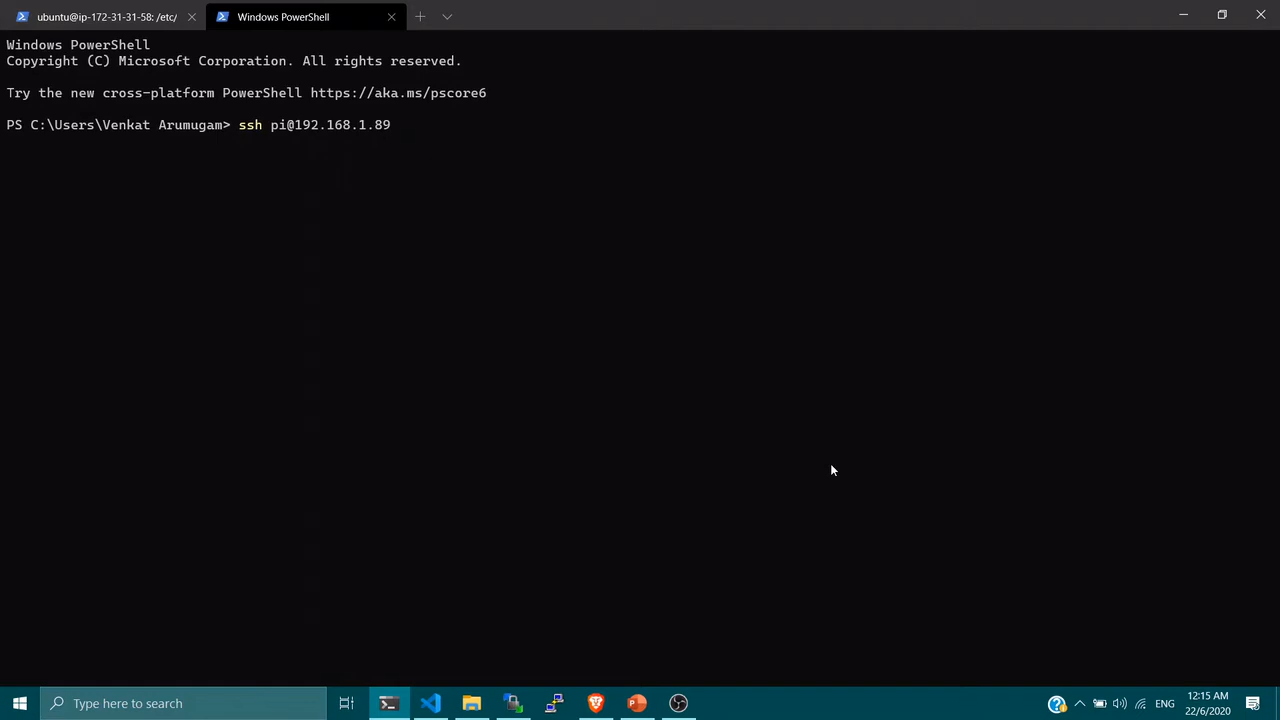 ubuntu@ip-172-31-31-58: /etc/
Windows PowerShell
Windows PowerShell
Copyright (C) Microsoft Corporation. All rights reserved.
Try the new cross-platform PowerShell https://aka.ms/pscore6
PS C:\Users\Venkat Arumugam> ssh pi@192.168.1.89
Type here to search
ENG
12:15 AM
22/6/2020